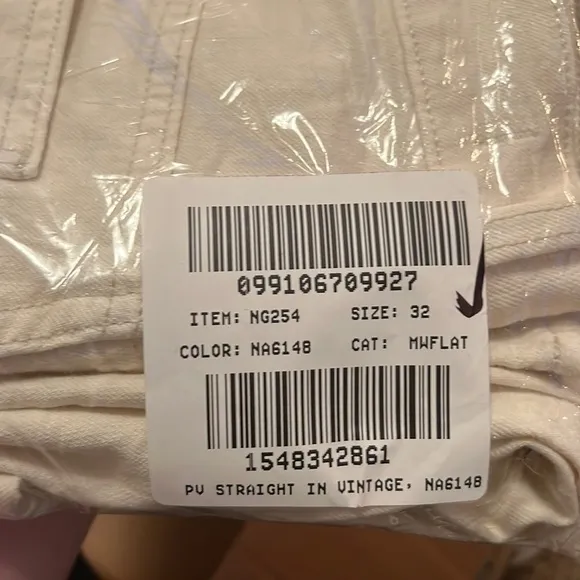 099106709927
ITEM: NG254 SIZE: 32
COLOR: NA6148 CAT: MWFLAT
1548342861
PV STRAIGHT IN VINTAGE, NA6148